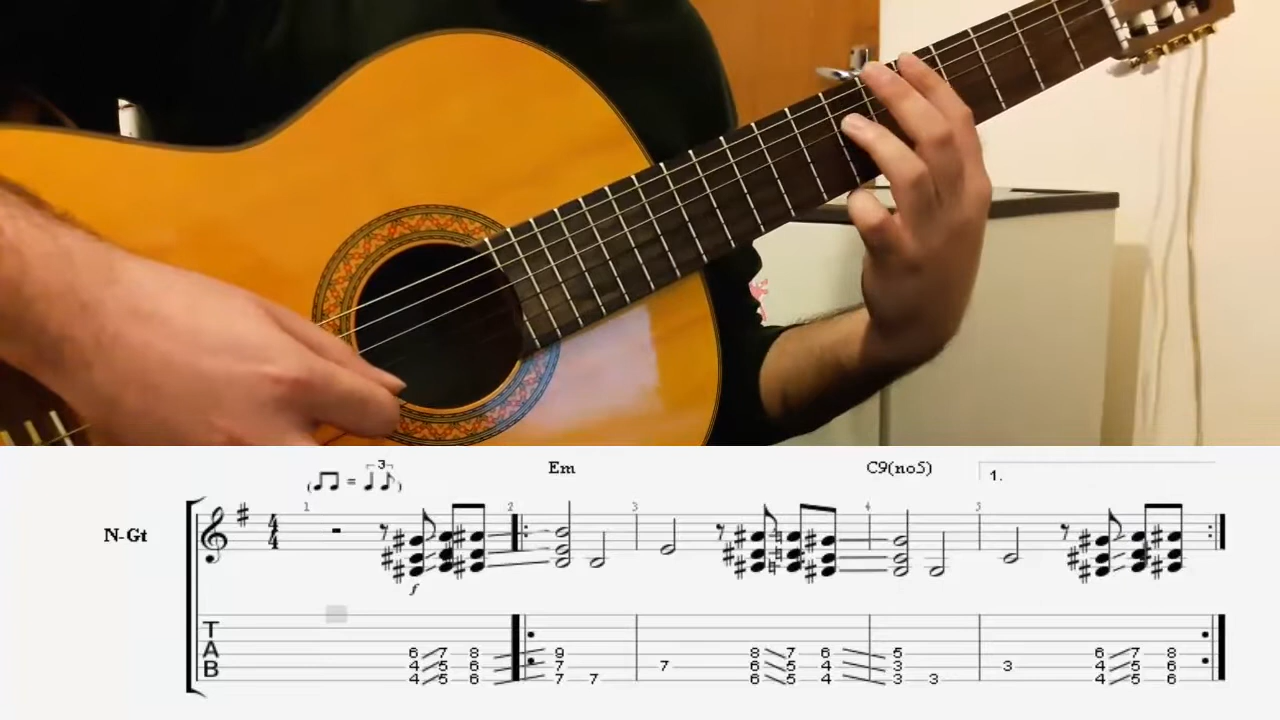 3
( = )
Em
C9(no5)
1.
N-Gt
1 2 3 4 5
4
4
f
T
A
B
6 7 8 9 8 7 6 5 6 7 8
4 5 6 7 7 6 5 4 3 3 4 5 6
4 5 6 7 7 6 5 4 3 3 4 5 6